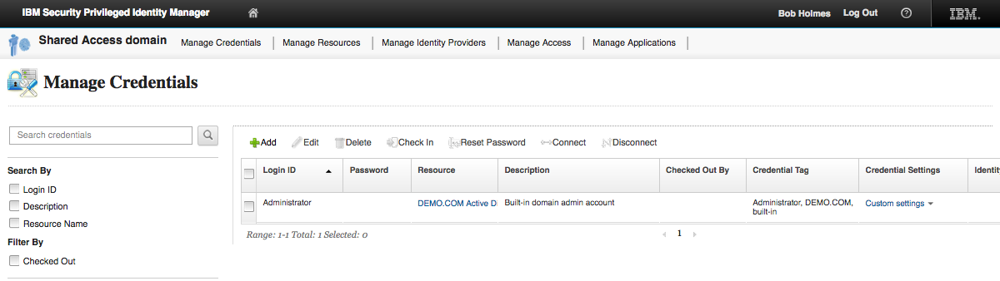 IBM Security Privileged Identity Manager
Bob Holmes Log Out ? IBM.
Shared Access domain Manage Credentials Manage Resources Manage Identity Providers Manage Access Manage Applications
Manage Credentials
Search credentials
Search By
Login ID
Description
Resource Name
Filter By
Checked Out
Add Edit Delete Check In Reset Password Connect Disconnect
Login ID Password Resource Description Checked Out By Credential Tag Credential Settings Identity
Administrator DEMO.COM Active Di Built-in domain admin account Administrator, DEMO.COM, Custom settings
built-in
Range: 1-1 Total: 1 Selected: 0 1